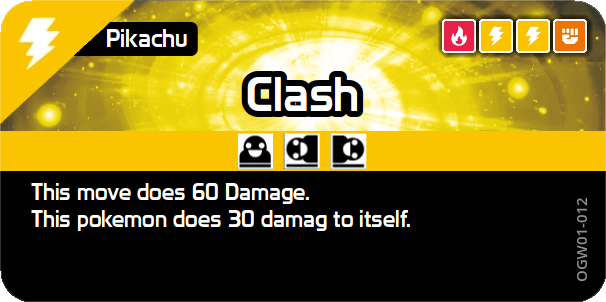 Pikachu
Clash
This move does 60 Damage.
This pokemon does 30 damag to itself.
OGW01-012